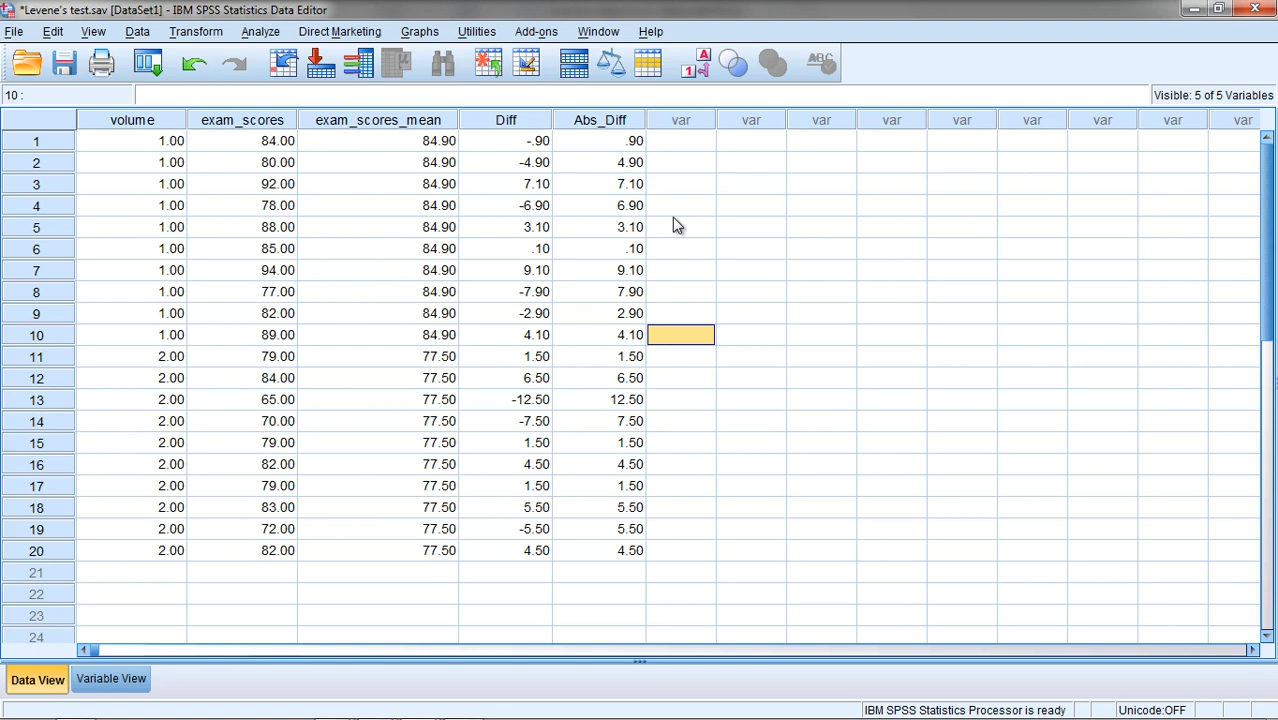 *Levene's test.sav [DataSet1] - IBM SPSS Statistics Data Editor
File Edit View Data Transform Analyze Direct Marketing Graphs Utilities Add-ons Window Help
10 : Visible: 5 of 5 Variables
volume exam_scores exam_scores_mean Diff Abs_Diff var var var var var var var var var
1 1.00 84.00 84.90 -.90 .90
2 1.00 80.00 84.90 -4.90 4.90
3 1.00 92.00 84.90 7.10 7.10
4 1.00 78.00 84.90 -6.90 6.90
5 1.00 88.00 84.90 3.10 3.10
6 1.00 85.00 84.90 .10 .10
7 1.00 94.00 84.90 9.10 9.10
8 1.00 77.00 84.90 -7.90 7.90
9 1.00 82.00 84.90 -2.90 2.90
10 1.00 89.00 84.90 4.10 4.10
11 2.00 79.00 77.50 1.50 1.50
12 2.00 84.00 77.50 6.50 6.50
13 2.00 65.00 77.50 -12.50 12.50
14 2.00 70.00 77.50 -7.50 7.50
15 2.00 79.00 77.50 1.50 1.50
16 2.00 82.00 77.50 4.50 4.50
17 2.00 79.00 77.50 1.50 1.50
18 2.00 83.00 77.50 5.50 5.50
19 2.00 72.00 77.50 -5.50 5.50
20 2.00 82.00 77.50 4.50 4.50
21
22
23
24
Data View Variable View
IBM SPSS Statistics Processor is ready Unicode:OFF